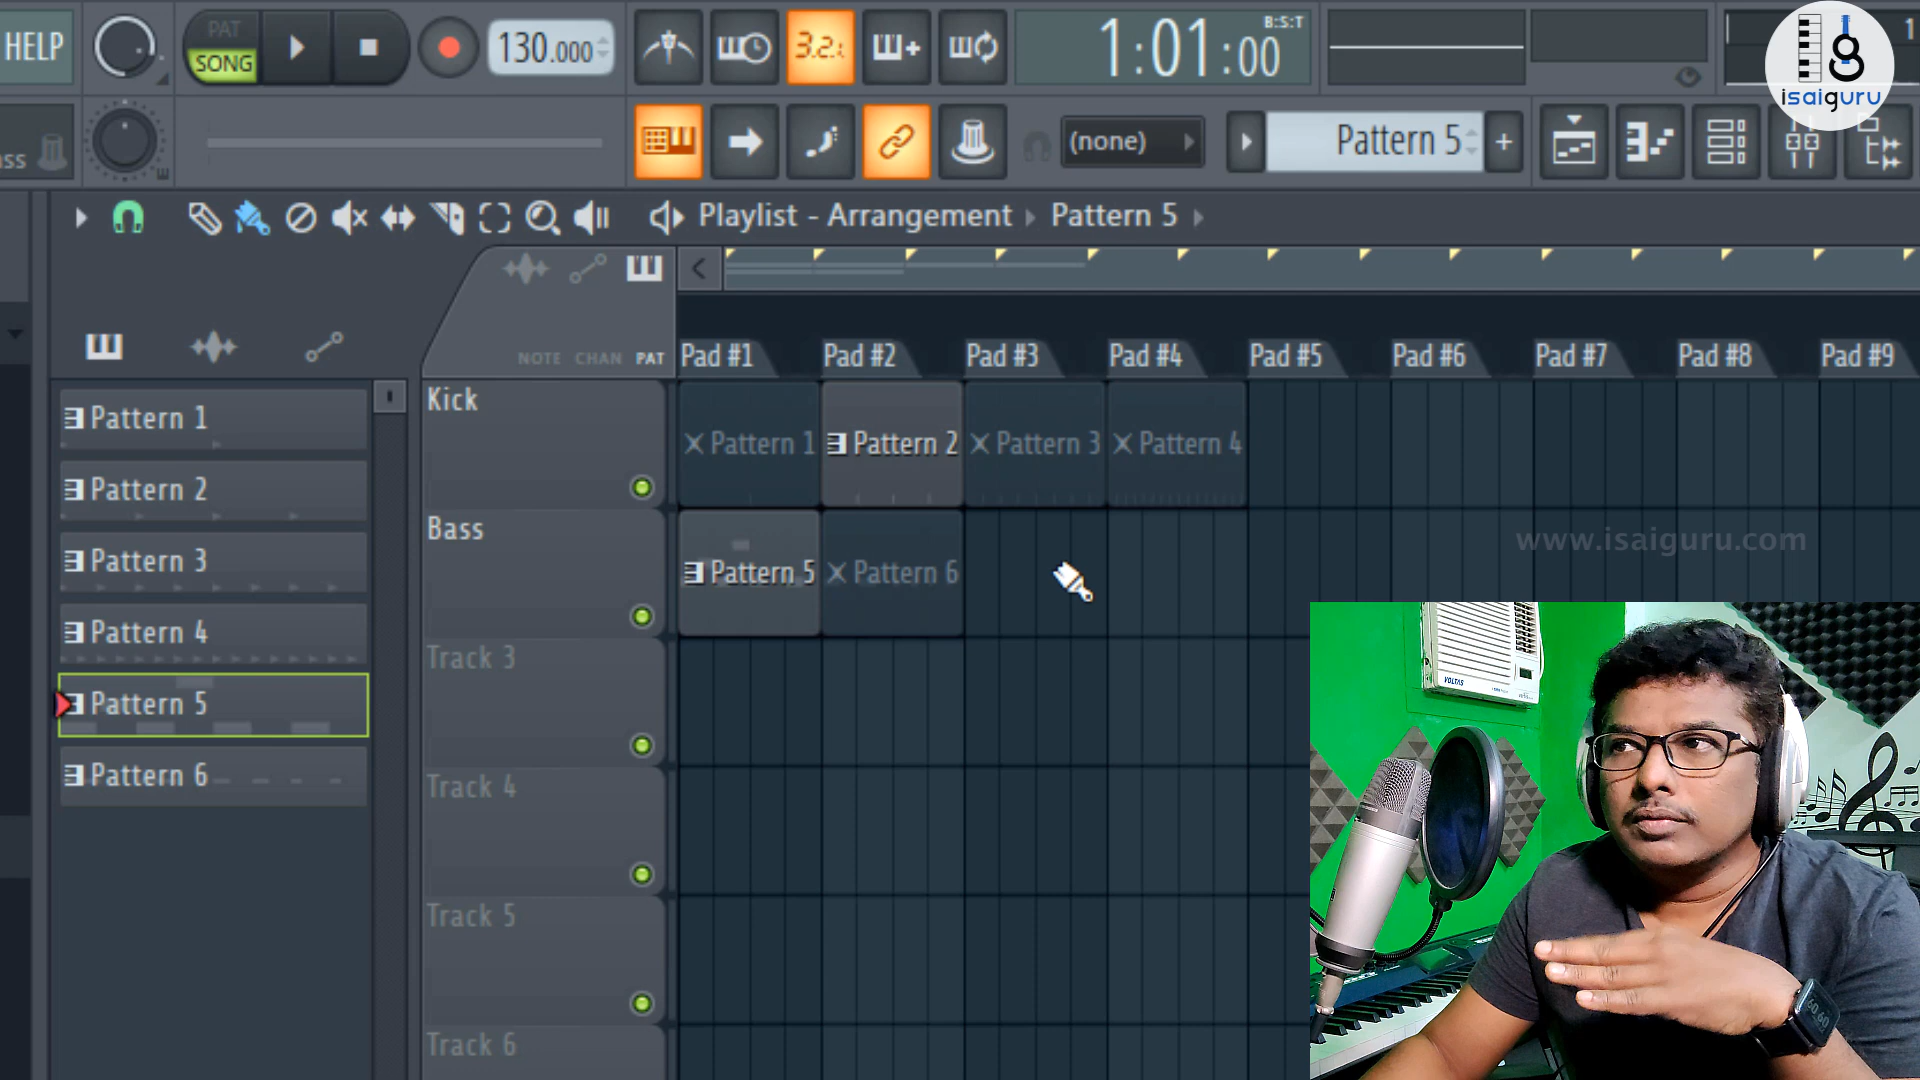 HELP
PAT
SONG
130.000
3.2.
B:S:T
1:01:00
1
isaiguru
ss
(none)
Pattern 5
+
Playlist - Arrangement
Pattern 5
NOTE CHAN PAT
Pad #1
Pad #2
Pad #3
Pad #4
Pad #5
Pad #6
Pad #7
Pad #8
Pad #9
Pattern 1
Pattern 2
Pattern 3
Pattern 4
Pattern 5
Pattern 6
Kick
Pattern 1
Pattern 2
Pattern 3
Pattern 4
Bass
Pattern 5
Pattern 6
Track 3
Track 4
Track 5
Track 6
www.isaiguru.com
VOLTAS